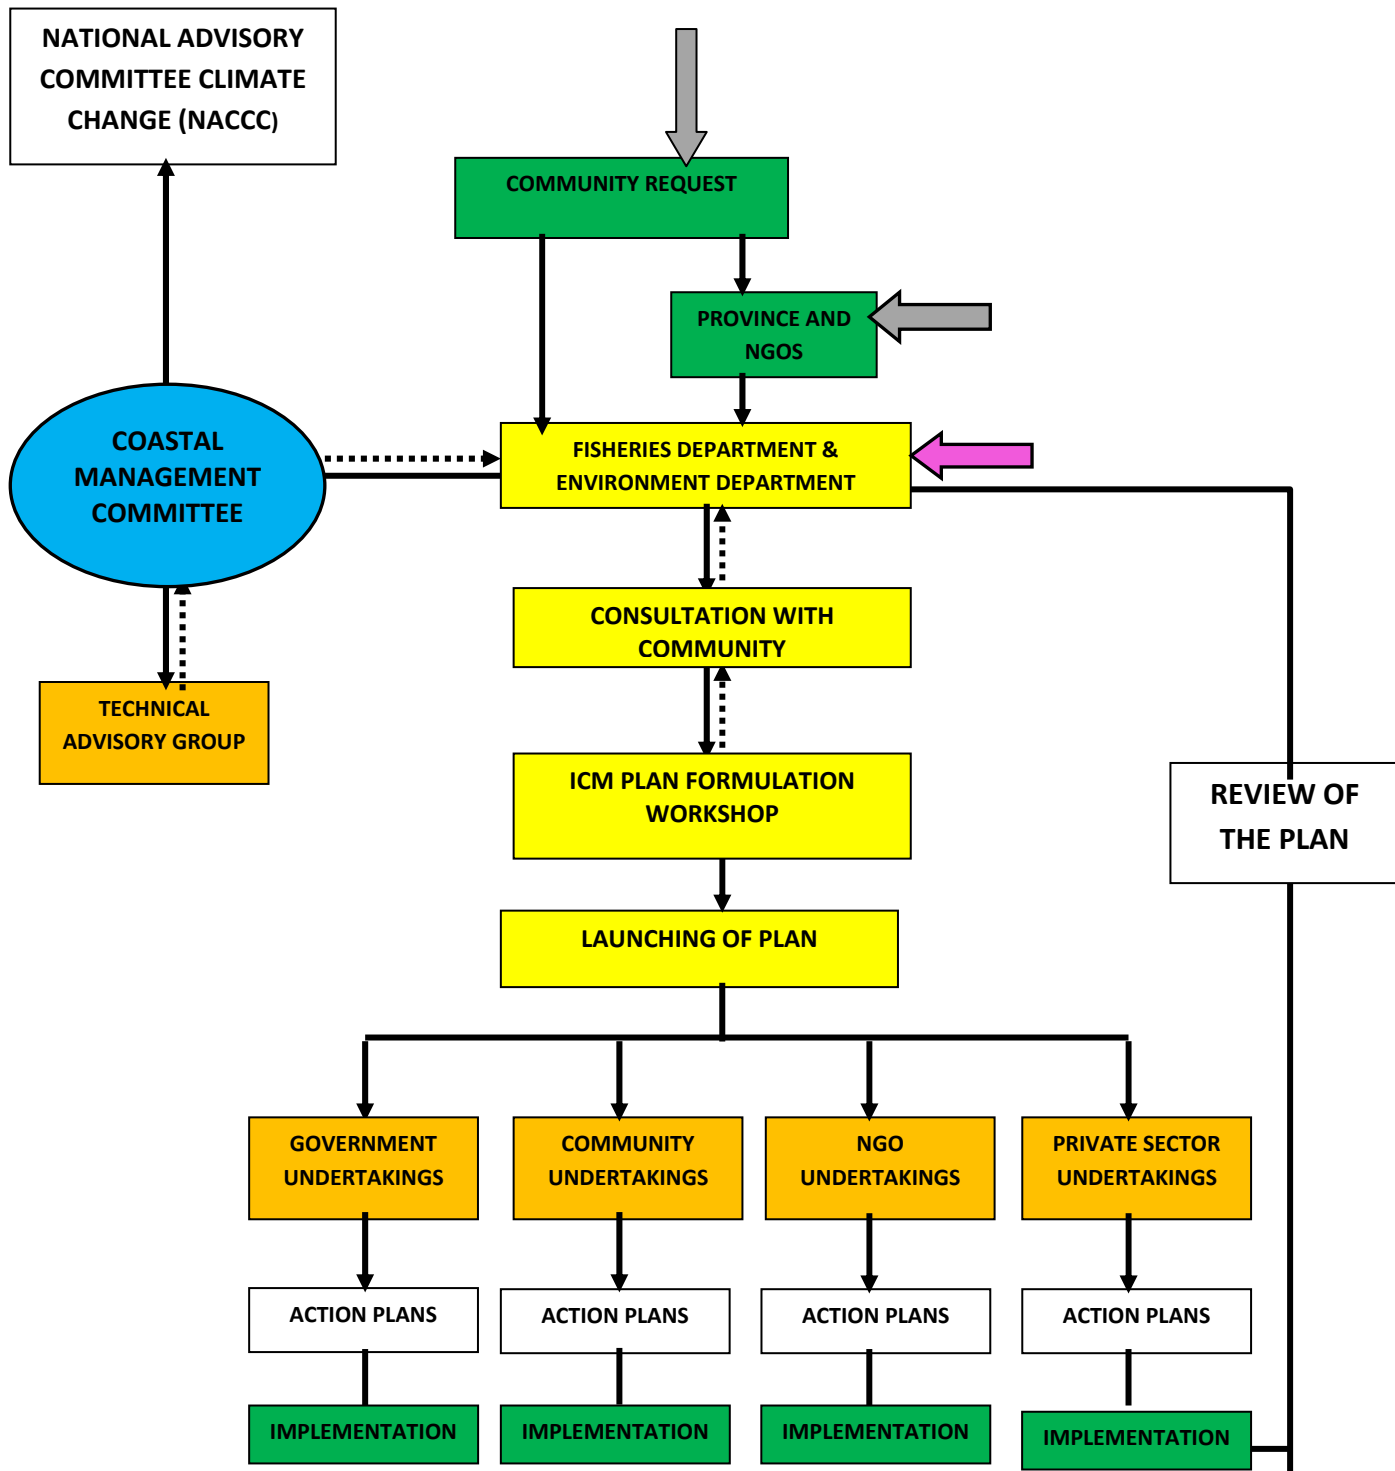 NATIONAL ADVISORY
COMMITTEE CLIMATE
CHANGE (NACCC)
COMMUNITY REQUEST
PROVINCE AND
NGOS
FISHERIES DEPARTMENT &
ENVIRONMENT DEPARTMENT
COASTAL
MANAGEMENT
COMMITTEE
CONSULTATION WITH
COMMUNITY
TECHNICAL
ADVISORY GROUP
ICM PLAN FORMULATION
WORKSHOP
REVIEW OF
THE PLAN
LAUNCHING OF PLAN
GOVERNMENT
UNDERTAKINGS
COMMUNITY
UNDERTAKINGS
NGO
UNDERTAKINGS
PRIVATE SECTOR
UNDERTAKINGS
ACTION PLANS
ACTION PLANS
ACTION PLANS
ACTION PLANS
IMPLEMENTATION
IMPLEMENTATION
IMPLEMENTATION
IMPLEMENTATION